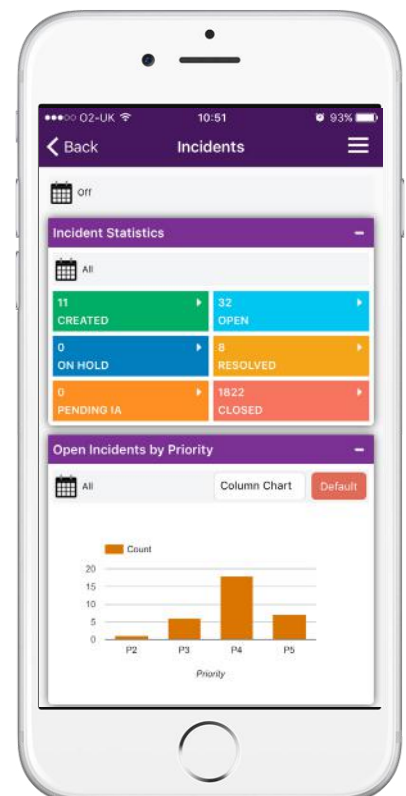 ●●●○○ O2-UK 10:51 93%
Back Incidents
Off
Incident Statistics
All
11
CREATED
32
OPEN
0
ON HOLD
8
RESOLVED
0
PENDING IA
1822
CLOSED
Open Incidents by Priority
All Column Chart Default
Count
20
15
10
5
0
P2 P3 P4 P5
Priority